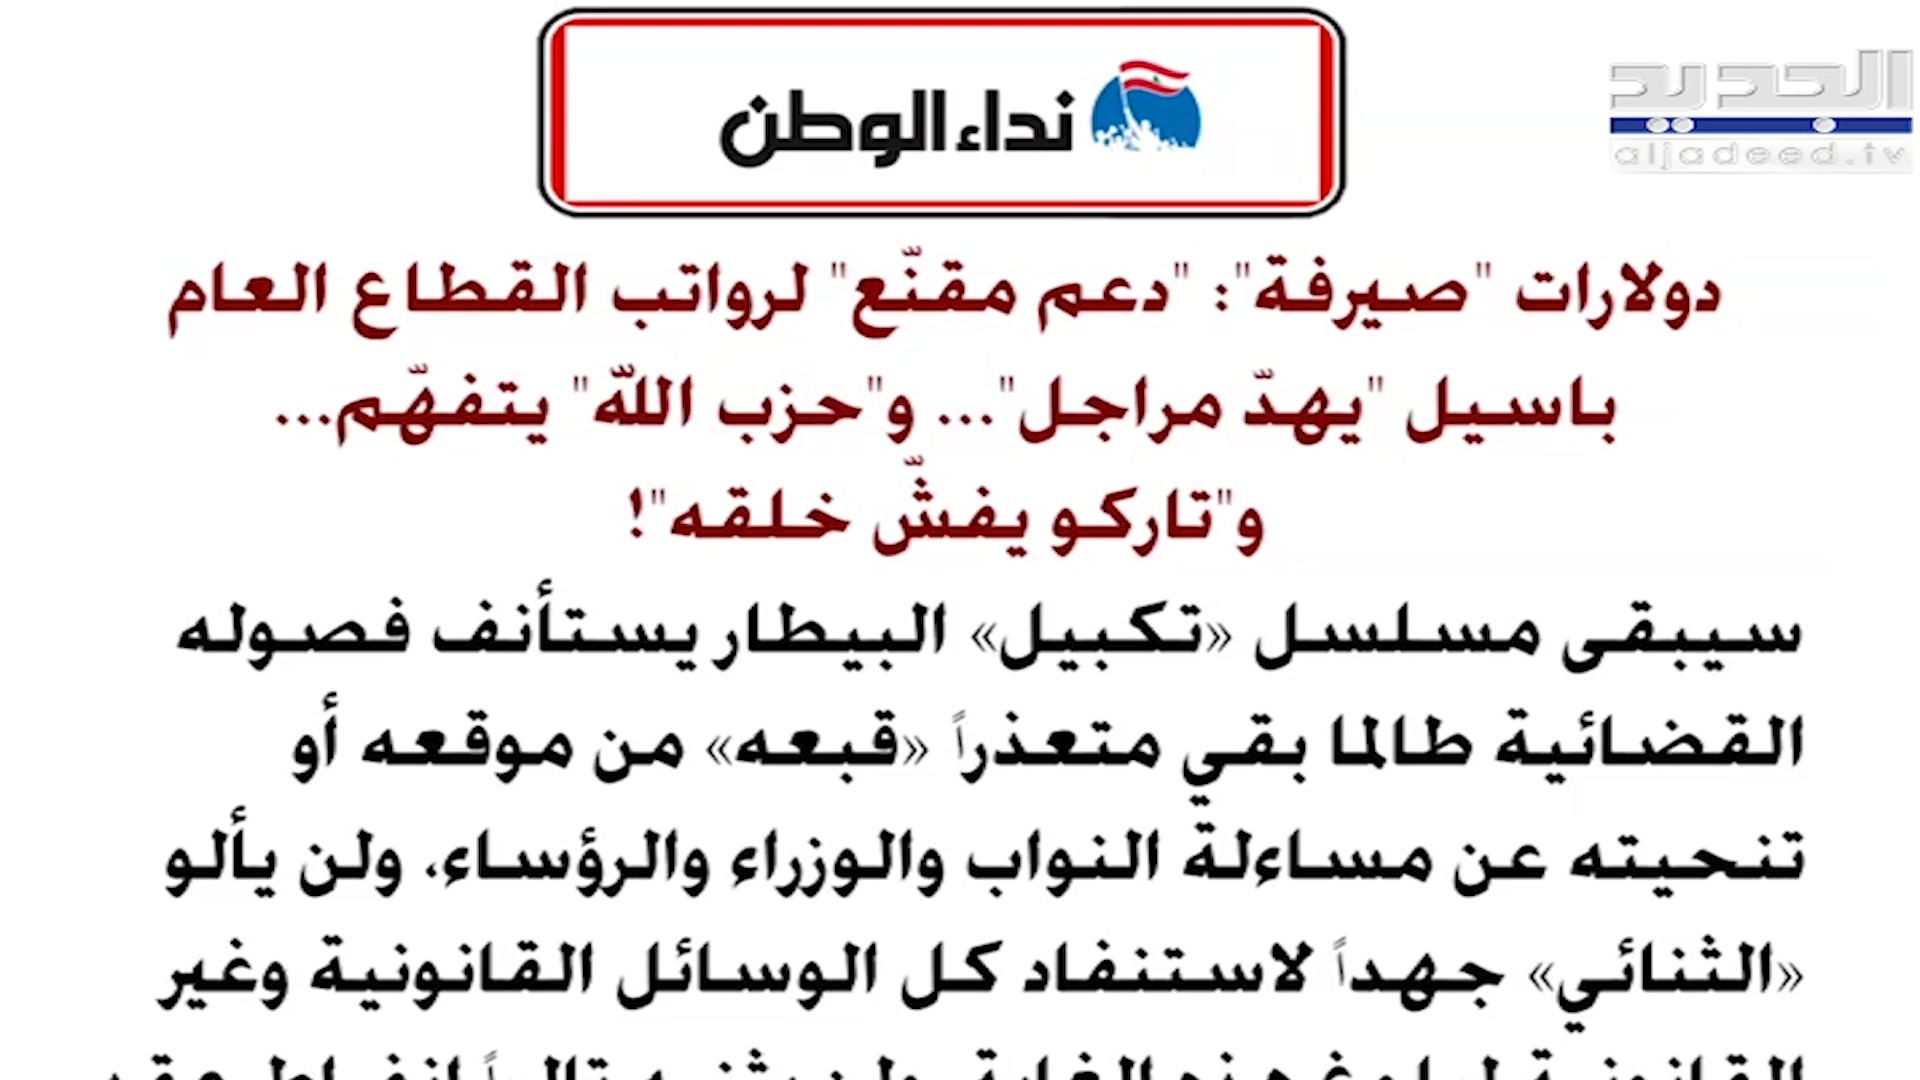 نداء الوطن
الجديد
aljadeed.tv
دولارات "صيرفة": "دعم مقنّع" لرواتب القطاع العام
باسيل "يهدّ مراجل"... و"حزب الله" يتفهّم...
و"تاركو يفشّ خلقه"!
سيبقى مسلسل «تكبيل» البيطار يستأنف فصوله
القضائية طالما بقي متعذراً «قبعه» من موقعه أو
تنحيته عن مساءلة النواب والوزراء والرؤساء، ولن يألو
«الثنائي» جهداً لاستنفاد كل الوسائل القانونية وغير